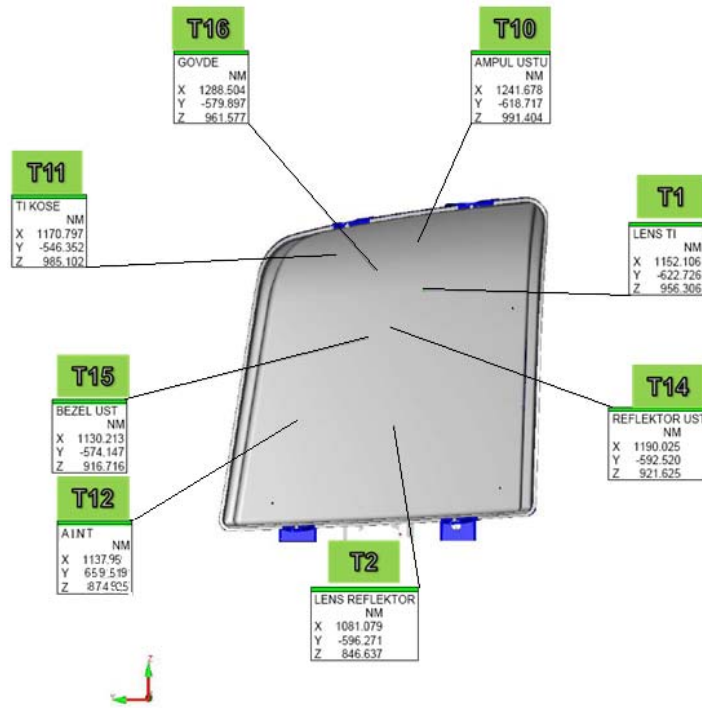 T16
GOVDE
NM
X 1288.504
Y -579.897
Z 961.577
T10
AMPUL USTU
NM
X 1241.678
Y -618.717
Z 991.404
T11
TI KOSE
NM
X 1170.797
Y -546.352
Z 985.102
T1
LENS TI
NM
X 1152.106
Y -622.726
Z 956.306
T15
BEZEL UST
NM
X 1130.213
Y -574.147
Z 916.716
T14
REFLEKTOR UST
NM
X 1190.025
Y -592.520
Z 921.625
T12
NM
X
Y
Z
T2
LENS REFLEKTOR
NM
X 1081.079
Y -596.271
Z 846.637